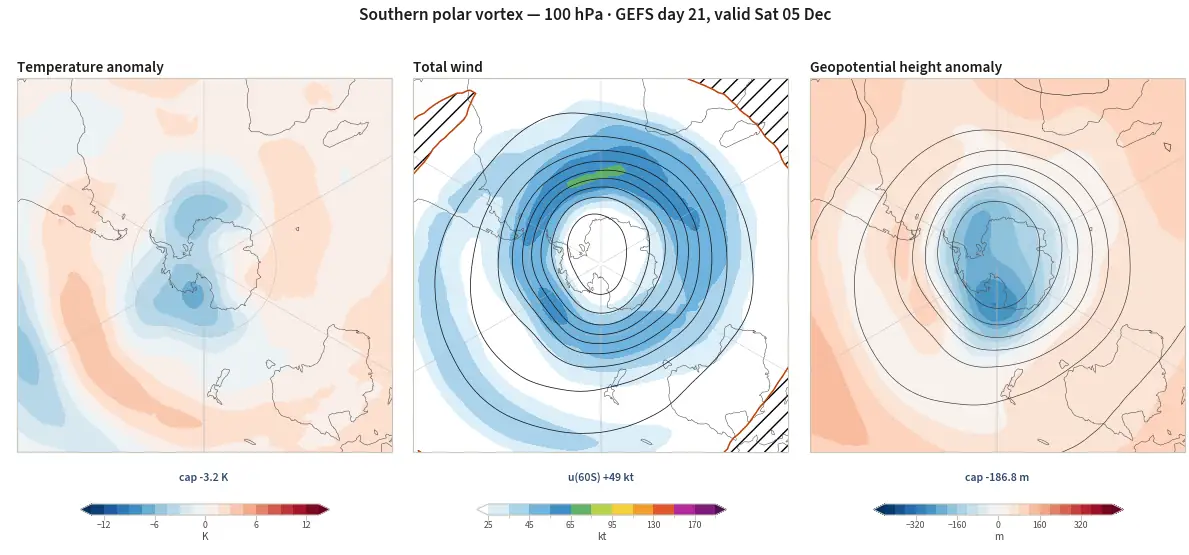 Southern polar vortex — 100 hPa · GEFS day 21, valid Sat 05 Dec
Temperature anomaly
Total wind
Geopotential height anomaly
cap -3.2 K
u(60S) +49 kt
cap -186.8 m
−12 −6 0 6 12
K
25 45 65 95 130 170
kt
−320 −160 0 160 320
m